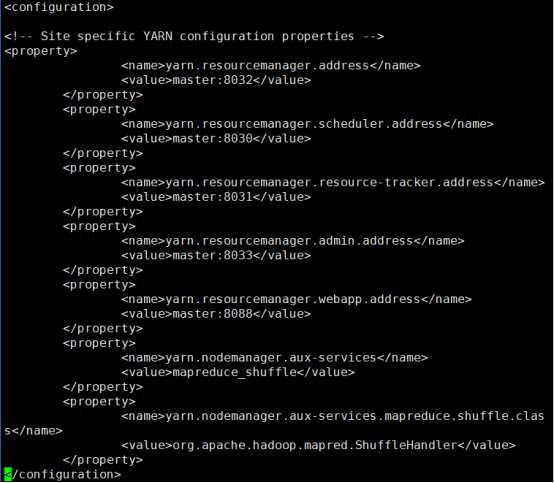 <configuration>
<!-- Site specific YARN configuration properties -->
<property>
<name>yarn.resourcemanager.address</name>
<value>master:8032</value>
</property>
<property>
<name>yarn.resourcemanager.scheduler.address</name>
<value>master:8030</value>
</property>
<property>
<name>yarn.resourcemanager.resource-tracker.address</name>
<value>master:8031</value>
</property>
<property>
<name>yarn.resourcemanager.admin.address</name>
<value>master:8033</value>
</property>
<property>
<name>yarn.resourcemanager.webapp.address</name>
<value>master:8088</value>
</property>
<property>
<name>yarn.nodemanager.aux-services</name>
<value>mapreduce_shuffle</value>
</property>
<property>
<name>yarn.nodemanager.aux-services.mapreduce.shuffle.clas
s</name>
<value>org.apache.hadoop.mapred.ShuffleHandler</value>
</property>
</configuration>